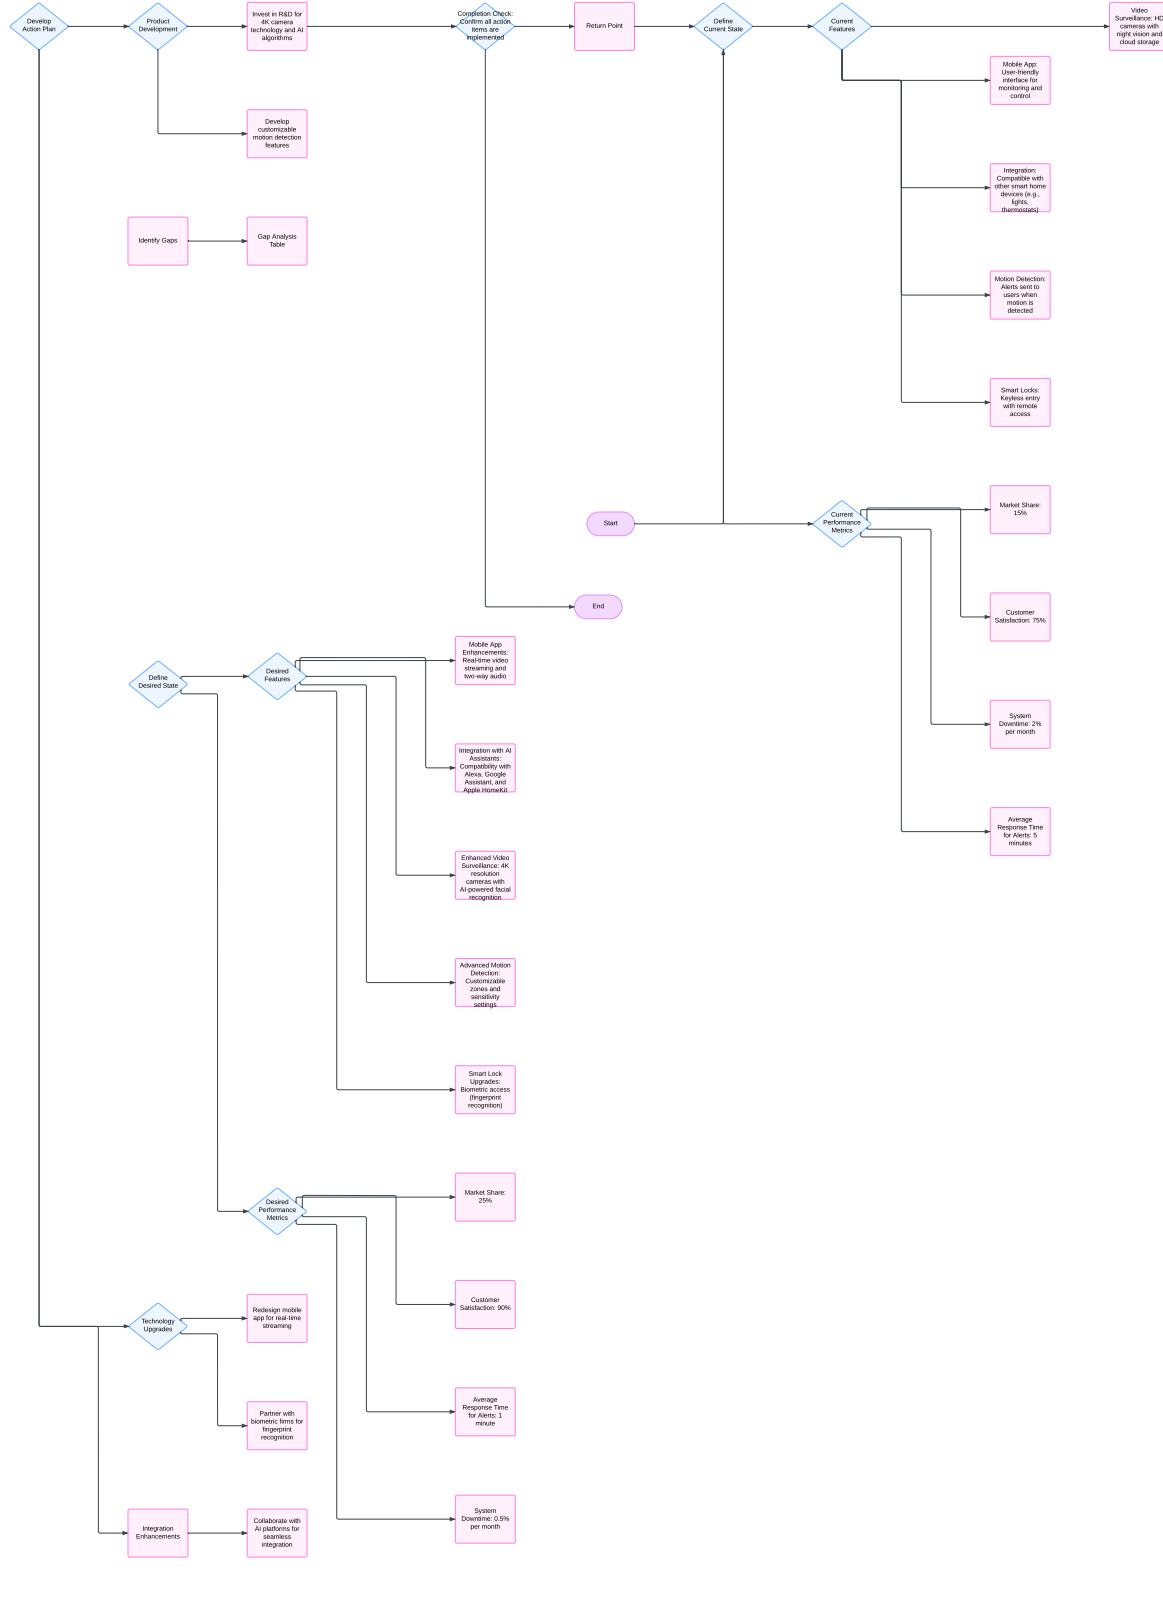 Develop
Action Plan
Product
Development
Invest in R&D for
4K camera
technology and AI
algorithms
Completion Check:
Confirm all action
items are
implemented
Return Point
Define
Current State
Current
Features
Video
Surveillance: HD
cameras with
night vision and
cloud storage
Mobile App:
User-friendly
interface for
monitoring and
control
Develop
customizable
motion detection
features
Integration:
Compatible with
other smart home
devices (e.g.,
lights,
thermostats)
Identify Gaps
Gap Analysis
Table
Motion Detection:
Alerts sent to
users when
motion is
detected
Smart Locks:
Keyless entry
with remote
access
Start
Current
Performance
Metrics
Market Share:
15%
End
Customer
Satisfaction: 75%
Define
Desired State
Desired
Features
Mobile App
Enhancements:
Real-time video
streaming and
two-way audio
System
Downtime: 2%
per month
Integration with AI
Assistants:
Compatibility with
Alexa, Google
Assistant, and
Apple HomeKit
Average
Response Time
for Alerts: 5
minutes
Enhanced Video
Surveillance: 4K
resolution
cameras with
AI-powered facial
recognition
Advanced Motion
Detection:
Customizable
zones and
sensitivity
settings
Smart Lock
Upgrades:
Biometric access
(fingerprint
recognition)
Desired
Performance
Metrics
Market Share:
25%
Technology
Upgrades
Redesign mobile
app for real-time
streaming
Customer
Satisfaction: 90%
Partner with
biometric firms for
fingerprint
recognition
Average
Response Time
for Alerts: 1
minute
Integration
Enhancements
Collaborate with
AI platforms for
seamless
integration
System
Downtime: 0.5%
per month